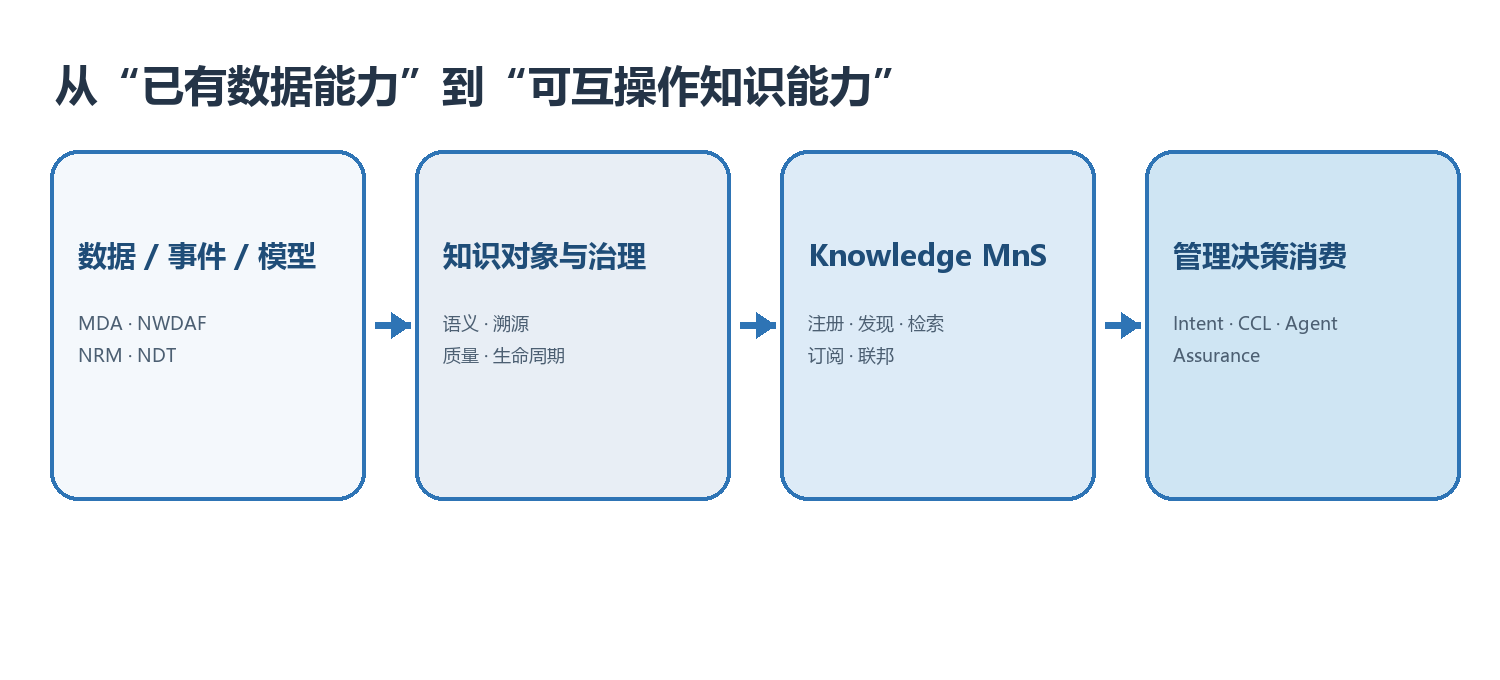 从“已有数据能力”到“可互操作知识能力”
数据 / 事件 / 模型
MDA · NWDAF
NRM · NDT
知识对象与治理
语义 · 溯源
质量 · 生命周期
Knowledge MnS
注册 · 发现 · 检索
订阅 · 联邦
管理决策消费
Intent · CCL · Agent
Assurance